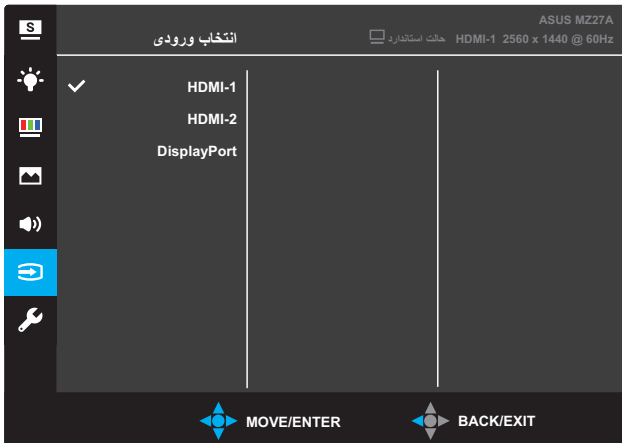 S
انتخاب ورودی
ASUS MZ27A
حالت استاندارد HDMI-1 2560 x 1440 @ 60Hz
HDMI-1
HDMI-2
DisplayPort
MOVE/ENTER
BACK/EXIT